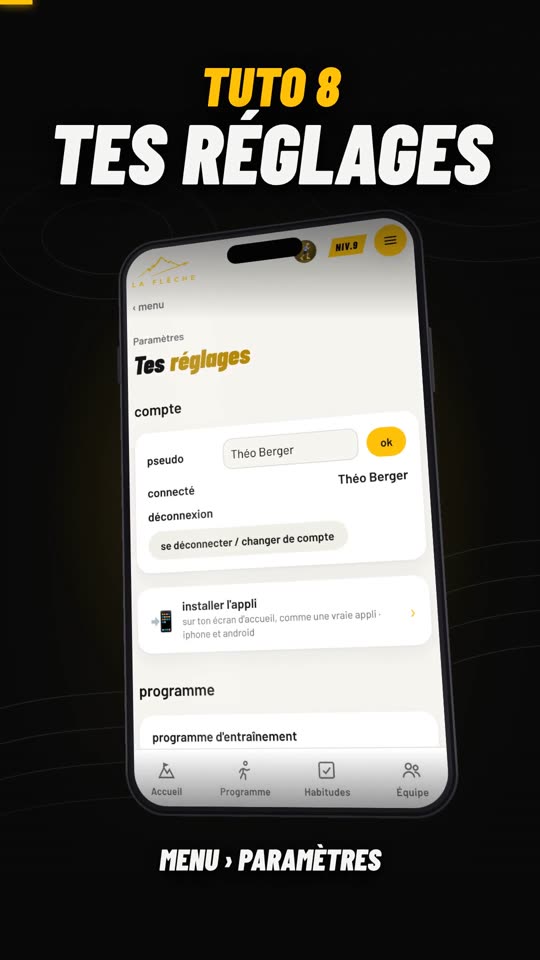 TUTO 8
TES RÉGLAGES
NIV.9
LA FLÈCHE
‹ menu
Paramètres
Tes réglages
compte
pseudo
Théo Berger
ok
connecté
Théo Berger
déconnexion
se déconnecter / changer de compte
installer l'appli
sur ton écran d'accueil, comme une vraie appli ·
iphone et android
›
programme
programme d'entraînement
Accueil
Programme
Habitudes
Équipe
MENU › PARAMÈTRES